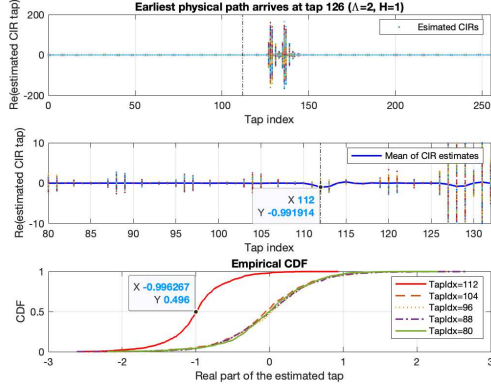 Earliest physical path arrives at tap 126 (Λ=2, H=1)
Re(estimated CIR tap)
200
0
-200
Esimated CIRs
0 50 100 150 200 250
Tap index
Re(estimated CIR tap)
10
0
-10
Mean of CIR estimates
X 112
Y -0.991914
80 85 90 95 100 105 110 115 120 125 130
Tap index
Empirical CDF
CDF
1
0.5
0
X -0.996267
Y 0.496
TapIdx=112
TapIdx=104
TapIdx=96
TapIdx=88
TapIdx=80
-3 -2 -1 0 1 2 3
Real part of the estimated tap